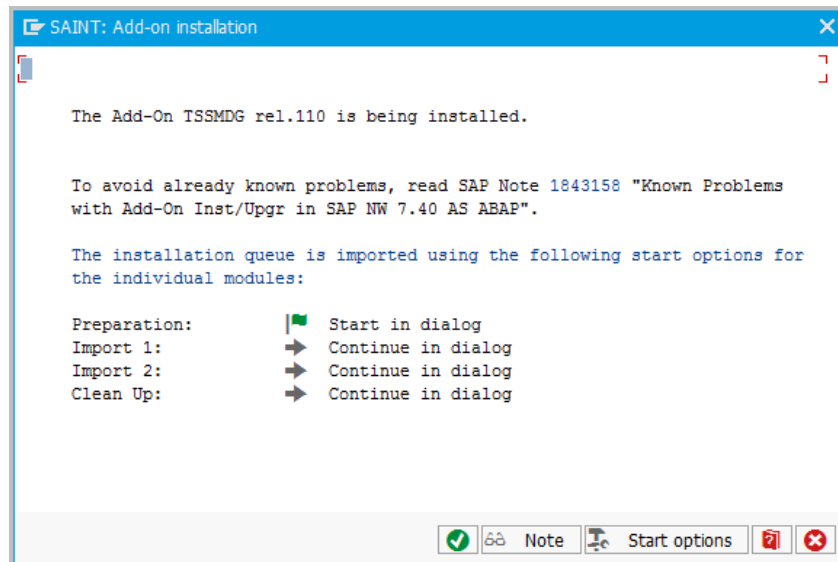 SAINT: Add-on installation
The Add-On TSSMDG rel.110 is being installed.
To avoid already known problems, read SAP Note 1843158 "Known Problems
with Add-On Inst/Upgr in SAP NW 7.40 AS ABAP".
The installation queue is imported using the following start options for
the individual modules:
Preparation: Start in dialog
Import 1: Continue in dialog
Import 2: Continue in dialog
Clean Up: Continue in dialog
Note Start options